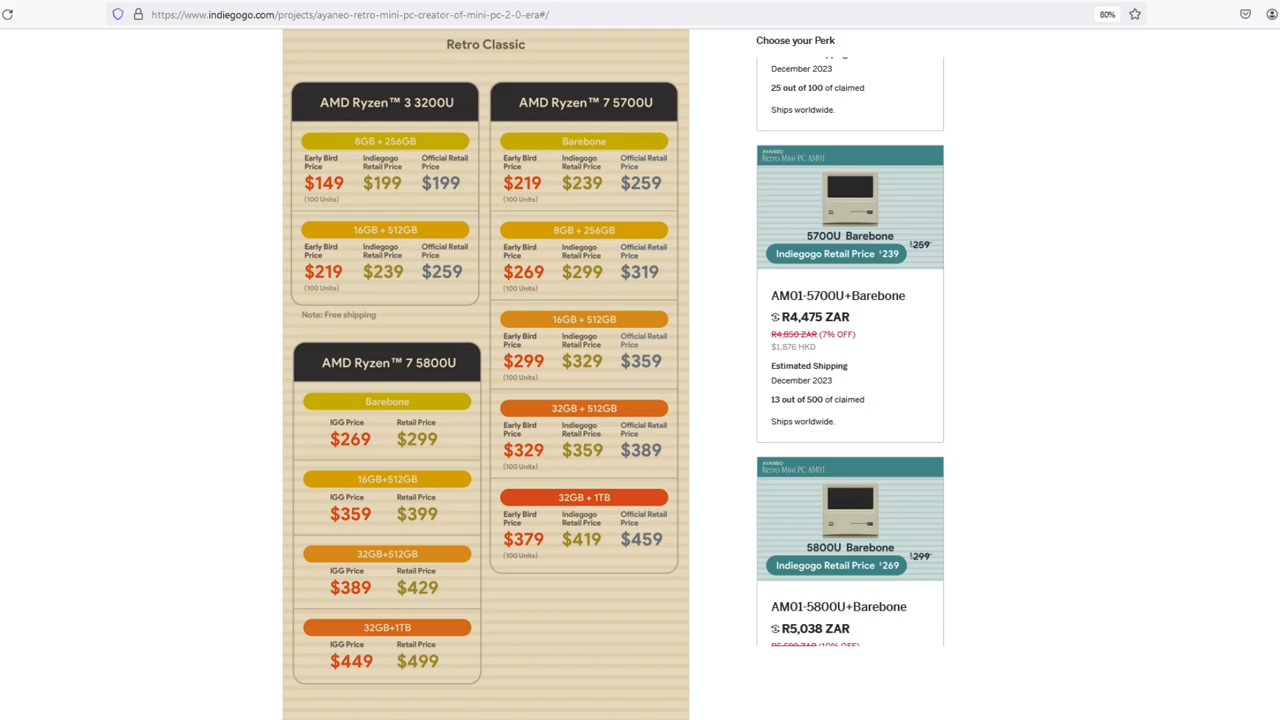 https://www.indiegogo.com/projects/ayaneo-retro-mini-pc-creator-of-mini-pc-2-0-era#/
80%
Retro Classic
AMD Ryzen™ 3 3200U
8GB + 256GB
Early Bird Price
Indiegogo Retail Price
Official Retail Price
$149
$199
$199
(100 Units)
16GB + 512GB
Early Bird Price
Indiegogo Retail Price
Official Retail Price
$219
$239
$259
(100 Units)
Note: Free shipping
AMD Ryzen™ 7 5800U
Barebone
IGG Price
Retail Price
$269
$299
16GB+512GB
IGG Price
Retail Price
$359
$399
32GB+512GB
IGG Price
Retail Price
$389
$429
32GB+1TB
IGG Price
Retail Price
$449
$499
AMD Ryzen™ 7 5700U
Barebone
Early Bird Price
Indiegogo Retail Price
Official Retail Price
$219
$239
$259
(100 Units)
8GB + 256GB
Early Bird Price
Indiegogo Retail Price
Official Retail Price
$269
$299
$319
(100 Units)
16GB + 512GB
Early Bird Price
Indiegogo Retail Price
Official Retail Price
$299
$329
$359
(100 Units)
32GB + 512GB
Early Bird Price
Indiegogo Retail Price
Official Retail Price
$329
$359
$389
(100 Units)
32GB + 1TB
Early Bird Price
Indiegogo Retail Price
Official Retail Price
$379
$419
$459
(100 Units)
Choose your Perk
December 2023
25 out of 100 of claimed
Ships worldwide.
AYANEO
Retro Mini PC AM01
5700U Barebone
Indiegogo Retail Price $239
$259
AM01-5700U+Barebone
R4,475 ZAR
R4,850 ZAR (7% OFF)
$1,876 HKD
Estimated Shipping
December 2023
13 out of 500 of claimed
Ships worldwide.
AYANEO
Retro Mini PC AM01
5800U Barebone
Indiegogo Retail Price $269
$299
AM01-5800U+Barebone
R5,038 ZAR
(10% OFF)